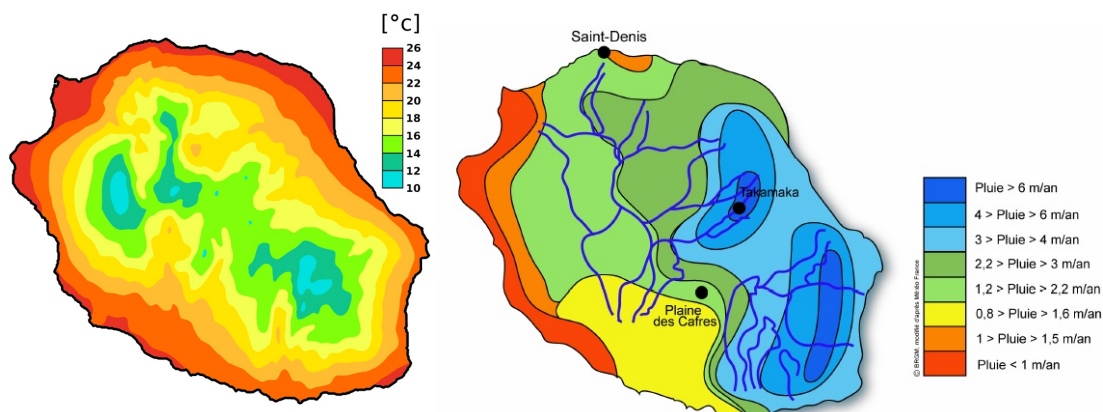 [°c]
26
24
22
20
18
16
14
12
10
Saint-Denis
Takamaka
Plaine
des Cafres
Pluie > 6 m/an
4 > Pluie > 6 m/an
3 > Pluie > 4 m/an
2,2 > Pluie > 3 m/an
1,2 > Pluie > 2,2 m/an
0,8 > Pluie > 1,6 m/an
1 > Pluie > 1,5 m/an
Pluie < 1 m/an
© BRGM, modifié d'après Météo France